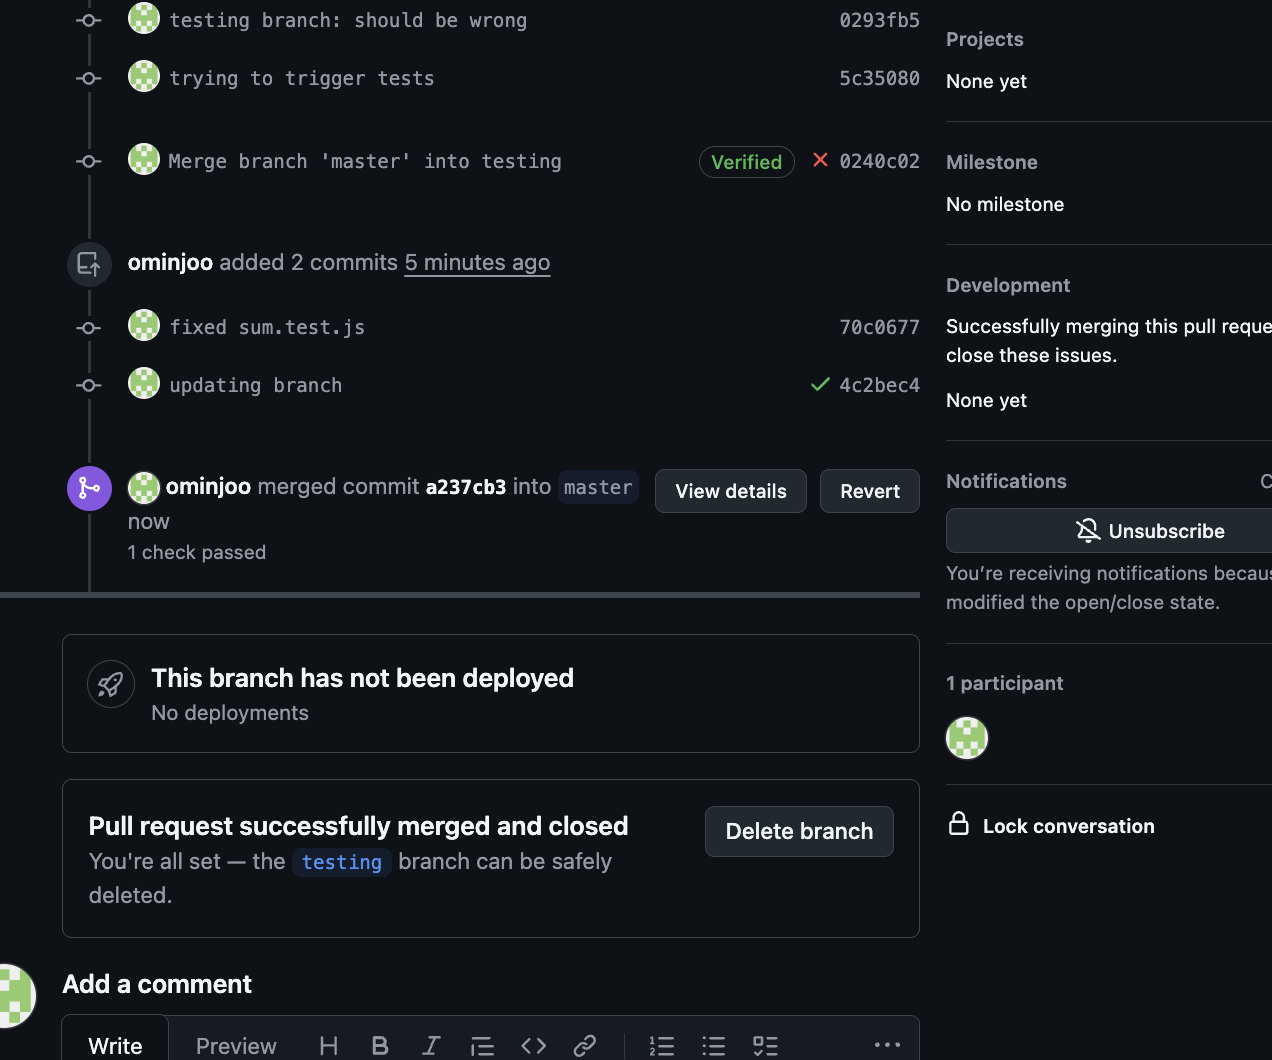 testing branch: should be wrong 0293fb5
trying to trigger tests 5c35080
Merge branch 'master' into testing Verified 0240c02
ominjoo added 2 commits 5 minutes ago
fixed sum.test.js 70c0677
updating branch 4c2bec4
ominjoo merged commit a237cb3 into master View details Revert
now
1 check passed
This branch has not been deployed
No deployments
Pull request successfully merged and closed
You're all set — the testing branch can be safely
deleted.
Delete branch
Add a comment
Write Preview
Projects
None yet
Milestone
No milestone
Development
Successfully merging this pull reque
close these issues.
None yet
Notifications C
Unsubscribe
You’re receiving notifications becaus
modified the open/close state.
1 participant
Lock conversation